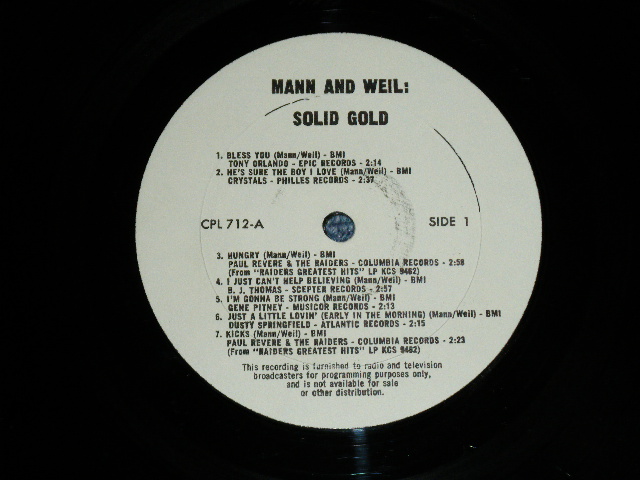 MANN AND WEIL:
SOLID GOLD
1. BLESS YOU (Mann/Weil) - BMI
TONY ORLANDO - EPIC RECORDS - 2:14
2. HE'S SURE THE BOY I LOVE (Mann/Weil) - BMI
CRYSTALS - PHILLES RECORDS - 2:37
CPL 712-A
SIDE 1
3. HUNGRY (Mann/Weil) - BMI
PAUL REVERE & THE RAIDERS - COLUMBIA RECORDS - 2:58
(From "RAIDERS GREATEST HITS" LP KCS 9462)
4. I JUST CAN'T HELP BELIEVING (Mann/Weil) - BMI
B. J. THOMAS - SCEPTER RECORDS - 2:57
5. I'M GONNA BE STRONG (Mann/Weil) - BMI
GENE PITNEY - MUSICOR RECORDS - 2:13
6. JUST A LITTLE LOVIN' (EARLY IN THE MORNING) (Mann/Weil) - BMI
DUSTY SPRINGFIELD - ATLANTIC RECORDS - 2:15
7. KICKS (Mann/Weil) - BMI
PAUL REVERE & THE RAIDERS - COLUMBIA RECORDS - 2:23
(From "RAIDERS GREATEST HITS" LP KCS 9462)
This recording is furnished to radio and television
broadcasters for programming purposes only,
and is not available for sale
or other distribution.